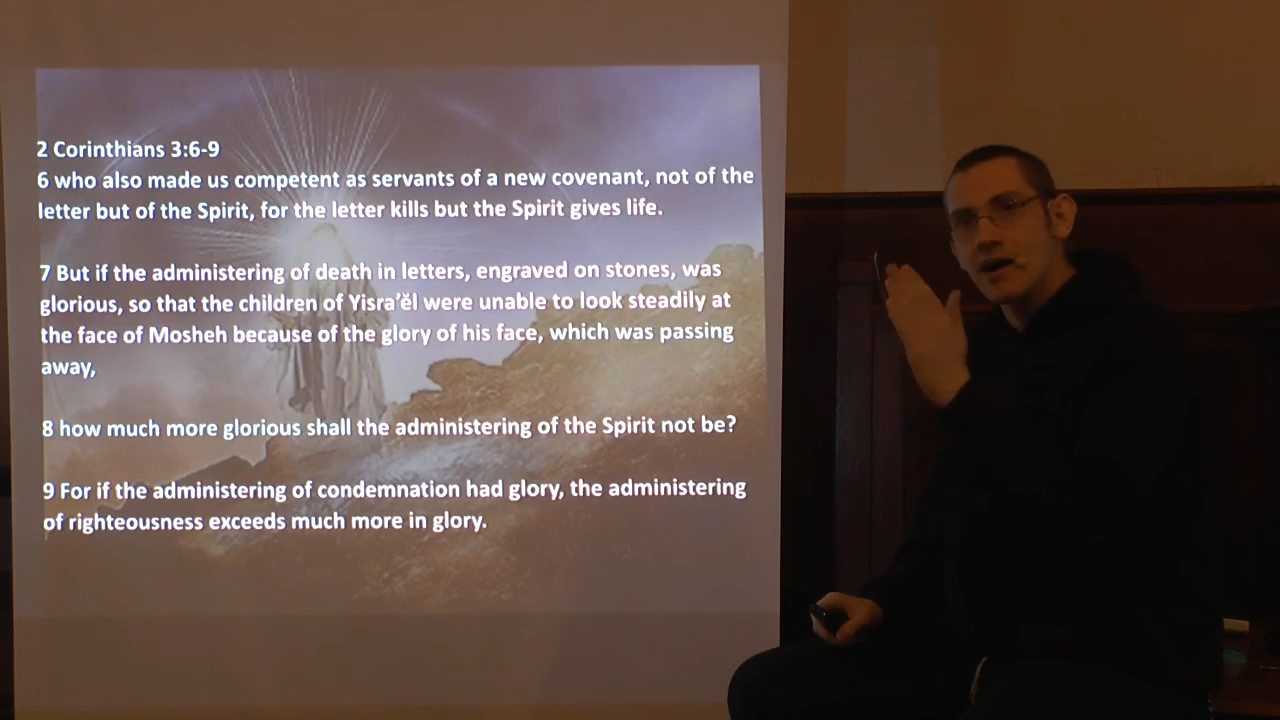 2 Corinthians 3:6-9
6 who also made us competent as servants of a new covenant, not of the
letter but of the Spirit, for the letter kills but the Spirit gives life.
7 But if the administering of death in letters, engraved on stones, was
glorious, so that the children of Yisra’ĕl were unable to look steadily at
the face of Mosheh because of the glory of his face, which was passing
away,
8 how much more glorious shall the administering of the Spirit not be?
9 For if the administering of condemnation had glory, the administering
of righteousness exceeds much more in glory.